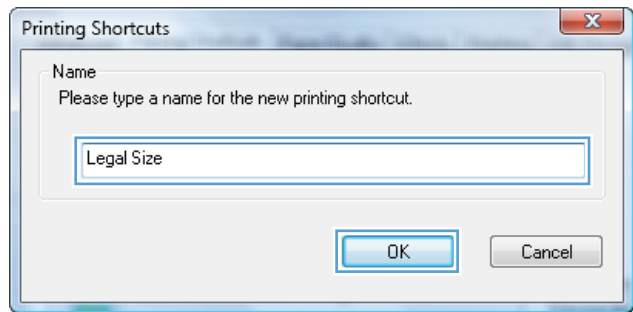 Printing Shortcuts
Name
Please type a name for the new printing shortcut.
Legal Size
OK
Cancel